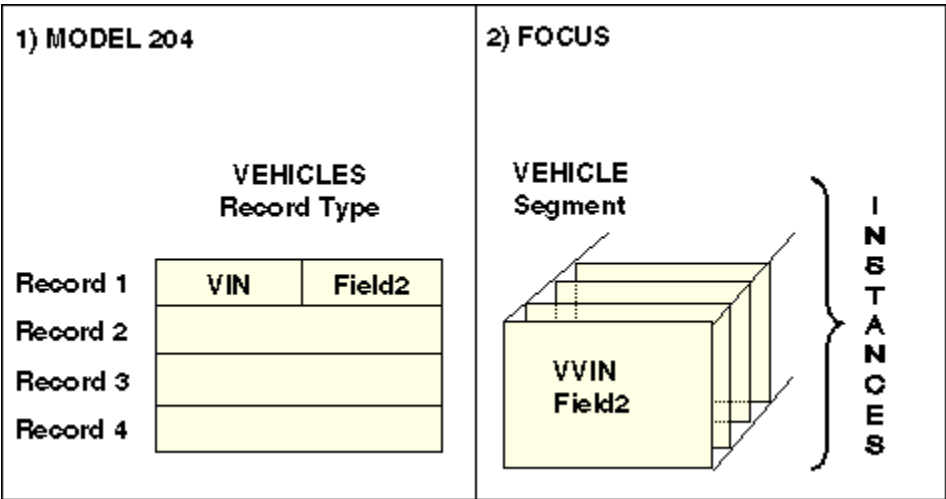 1) MODEL 204
VEHICLES
Record Type
Record 1 VIN Field2
Record 2
Record 3
Record 4
2) FOCUS
VEHICLE
Segment
VVIN
Field2
INSTANCES